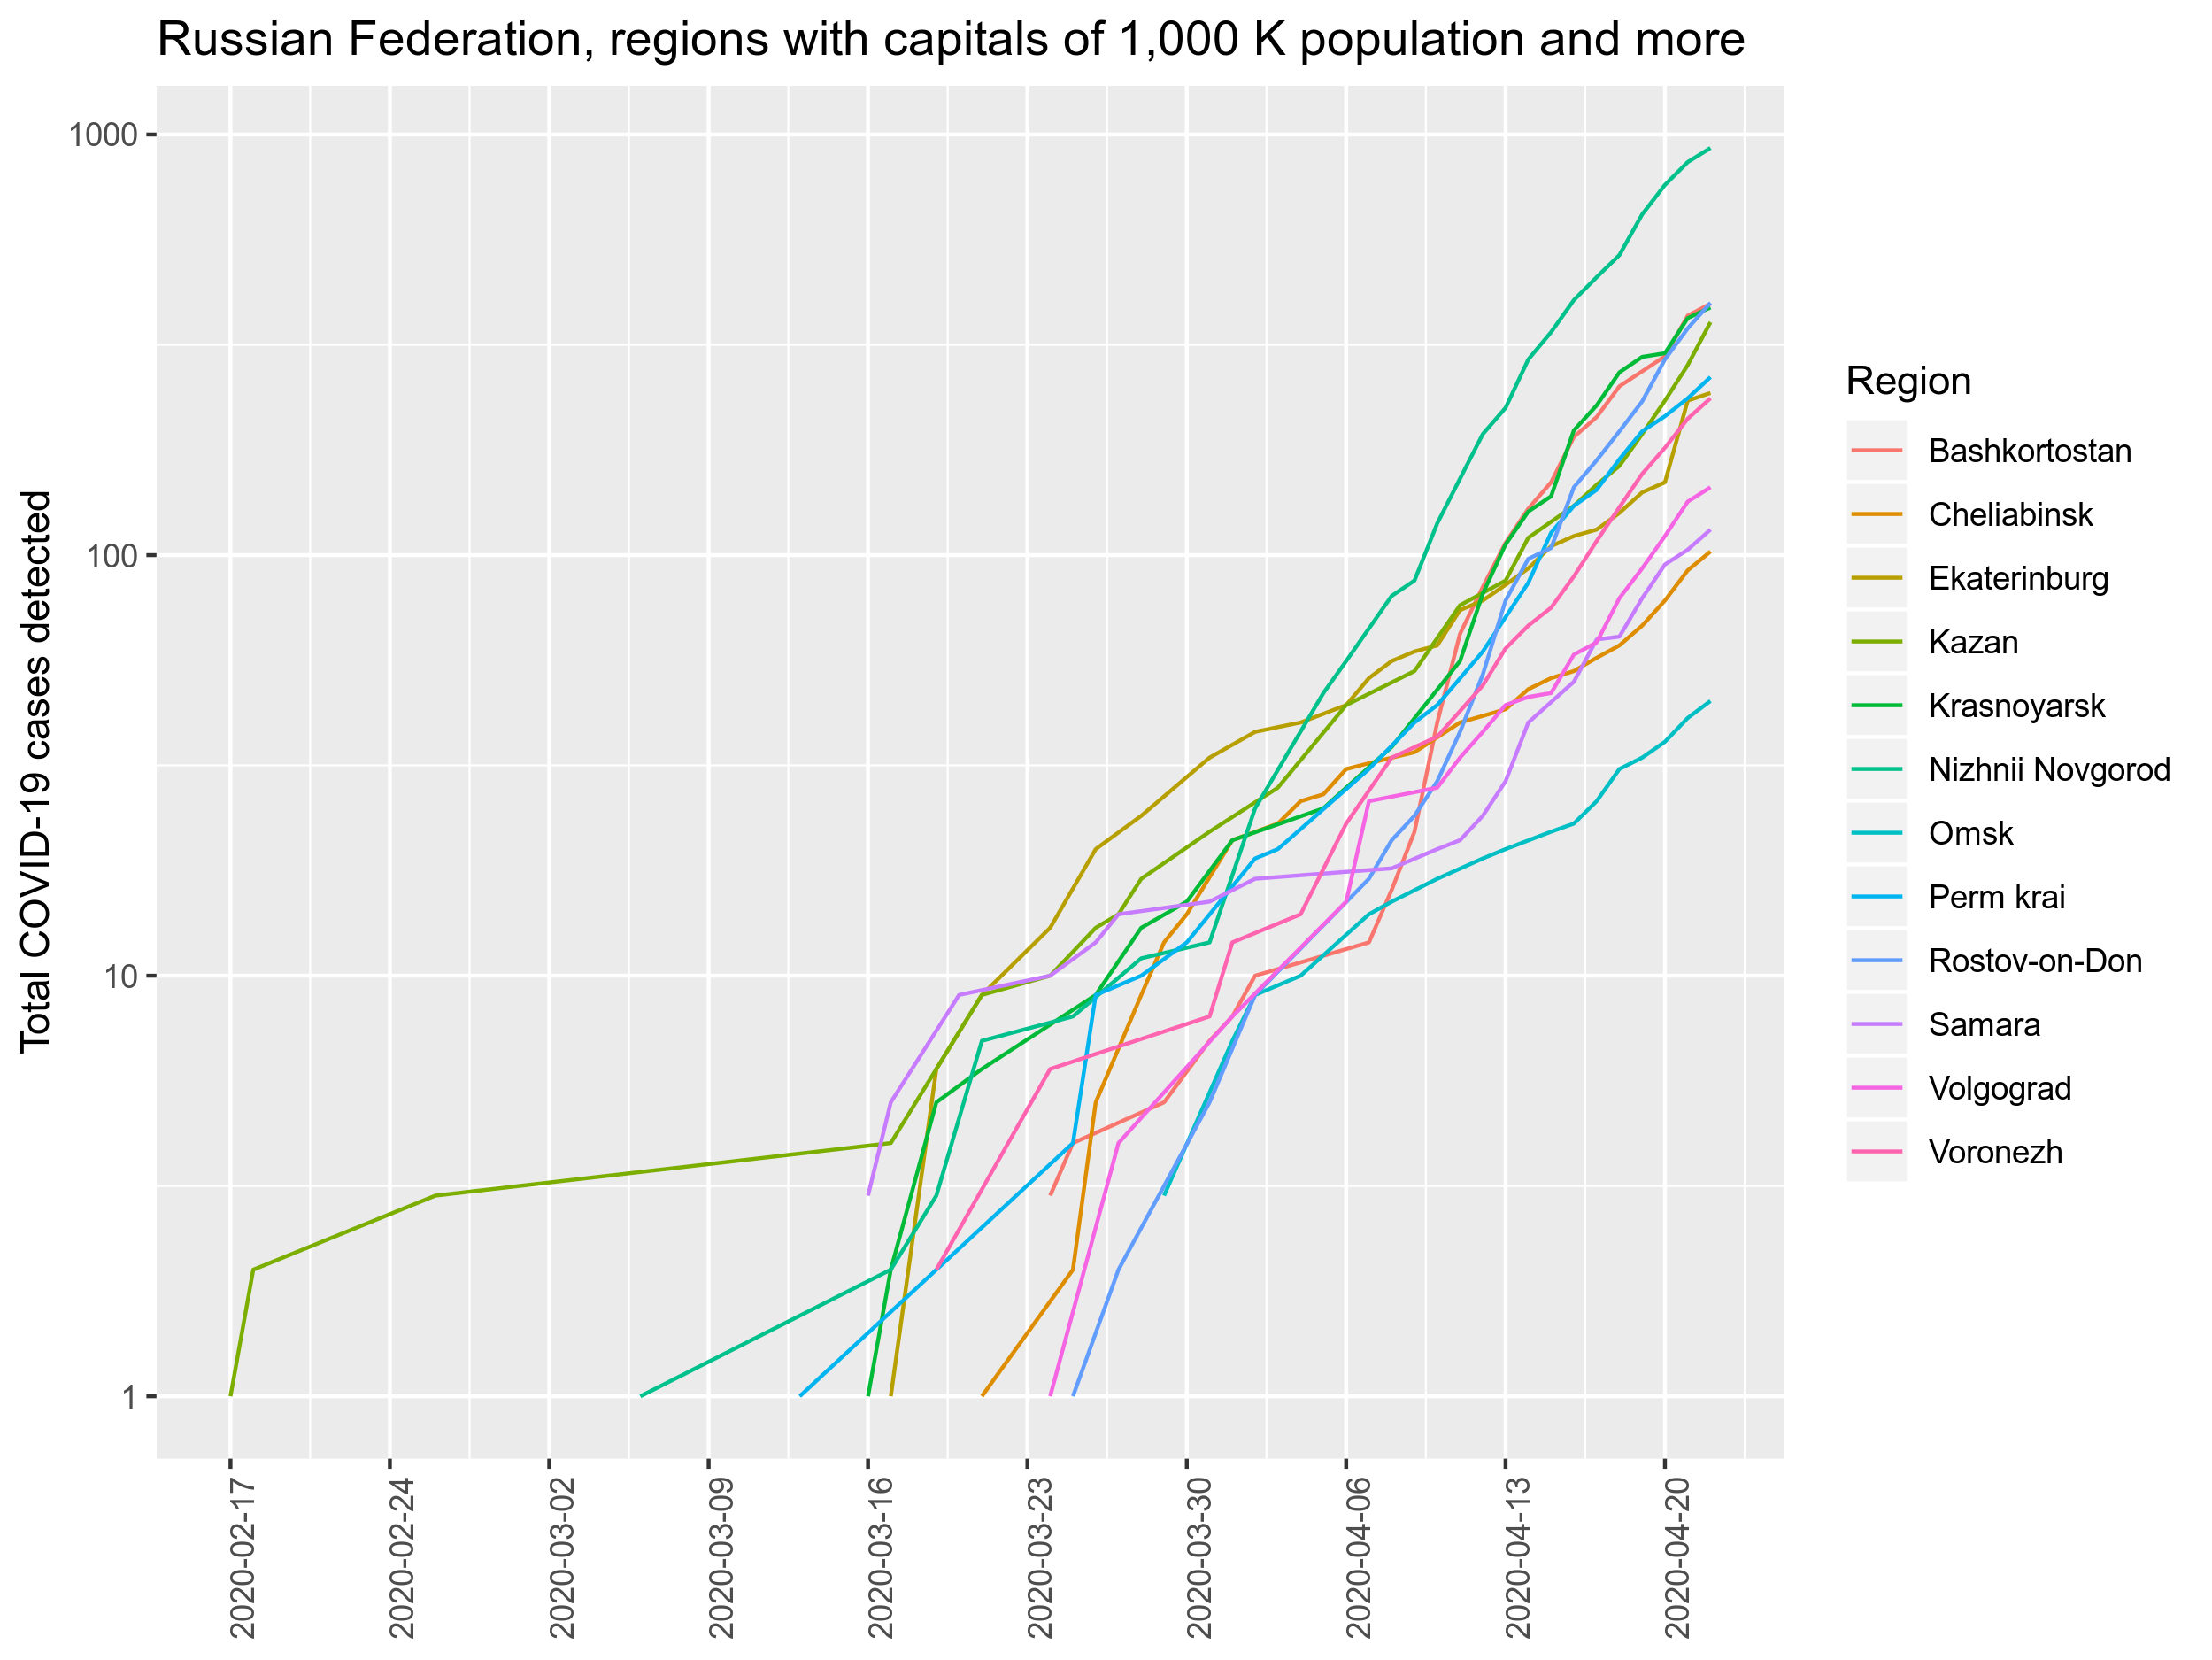 Russian Federation, regions with capitals of 1,000 K population and more
Total COVID-19 cases detected
1000
100
10
1
2020-02-17
2020-02-24
2020-03-02
2020-03-09
2020-03-16
2020-03-23
2020-03-30
2020-04-06
2020-04-13
2020-04-20
Region
Bashkortostan
Cheliabinsk
Ekaterinburg
Kazan
Krasnoyarsk
Nizhnii Novgorod
Omsk
Perm krai
Rostov-on-Don
Samara
Volgograd
Voronezh